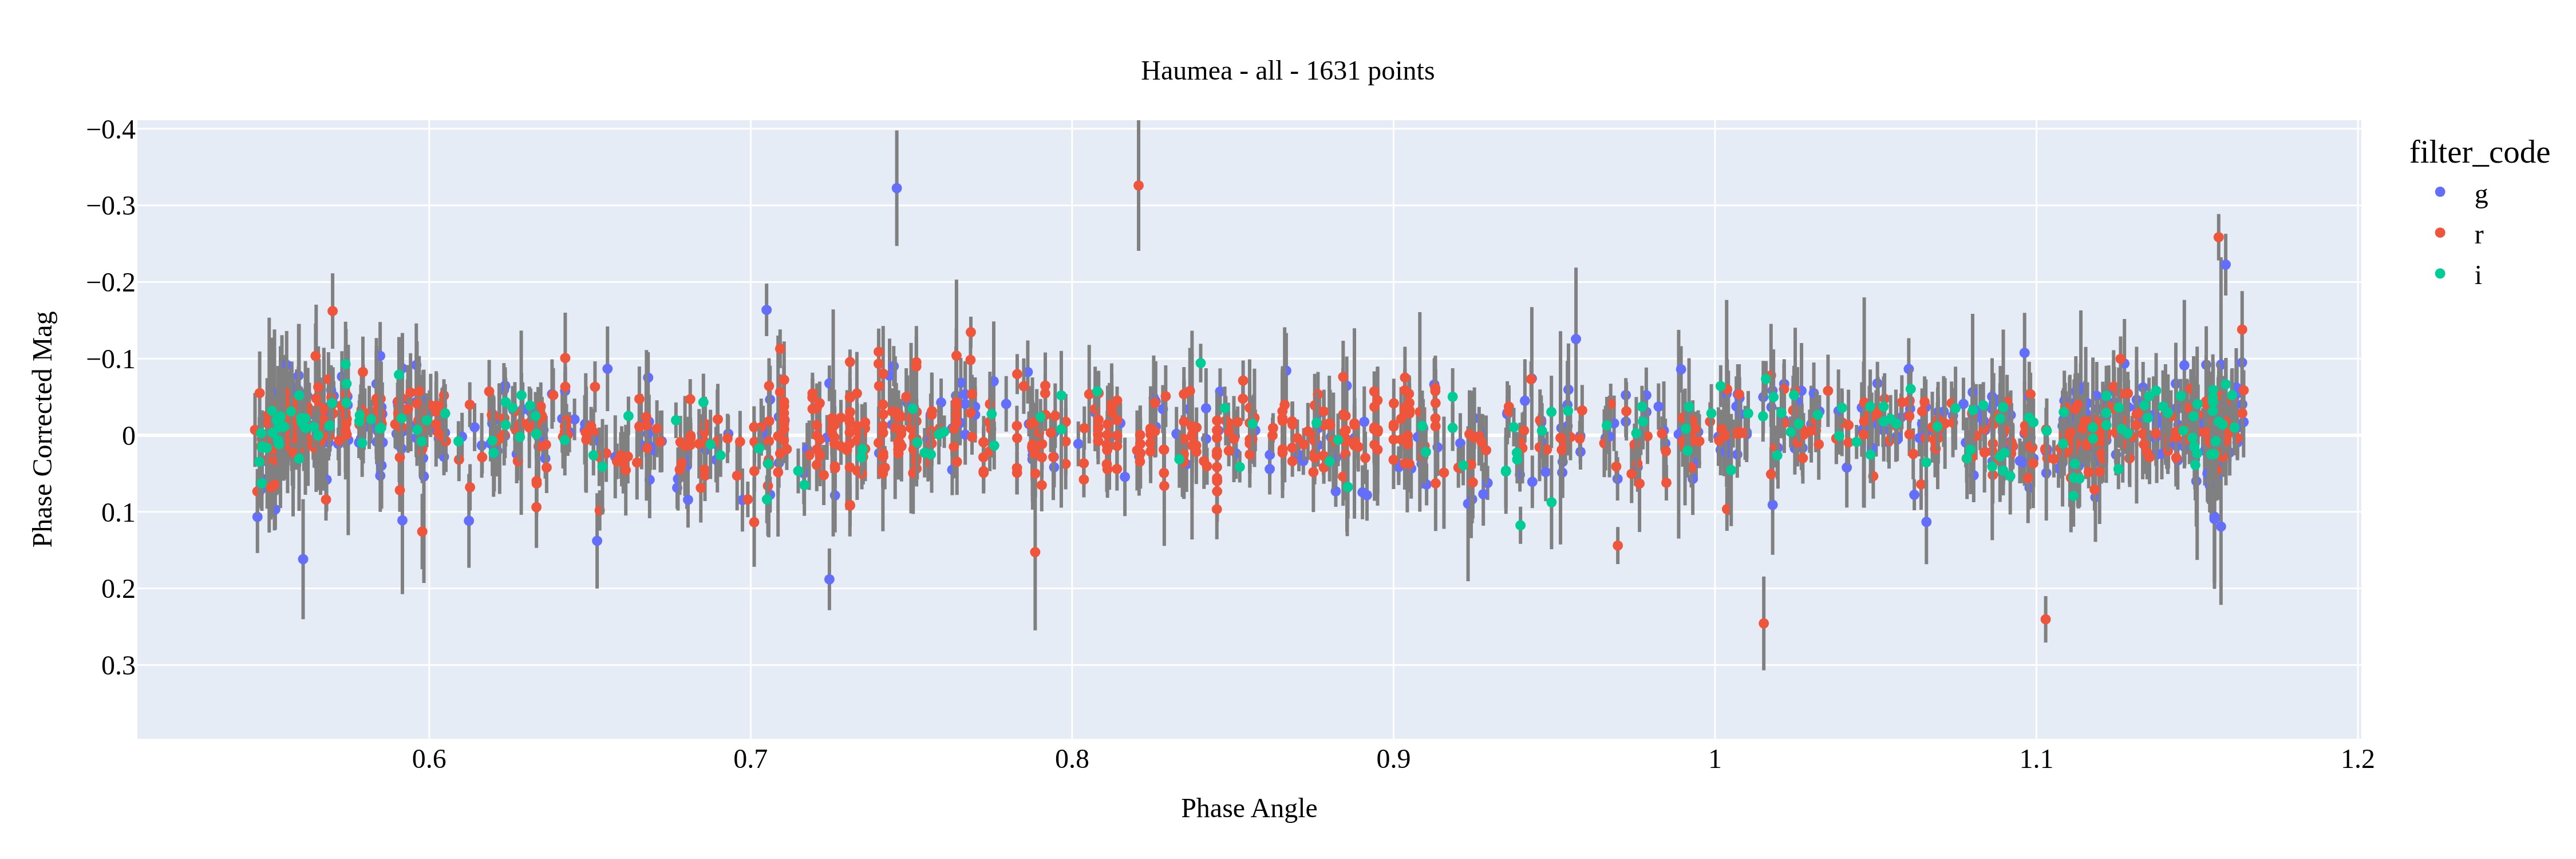 Haumea - all - 1631 points
−0.4
−0.3
−0.2
−0.1
0
0.1
0.2
0.3
Phase Corrected Mag
0.6
0.7
0.8
0.9
1
1.1
1.2
Phase Angle
filter_code
g
r
i